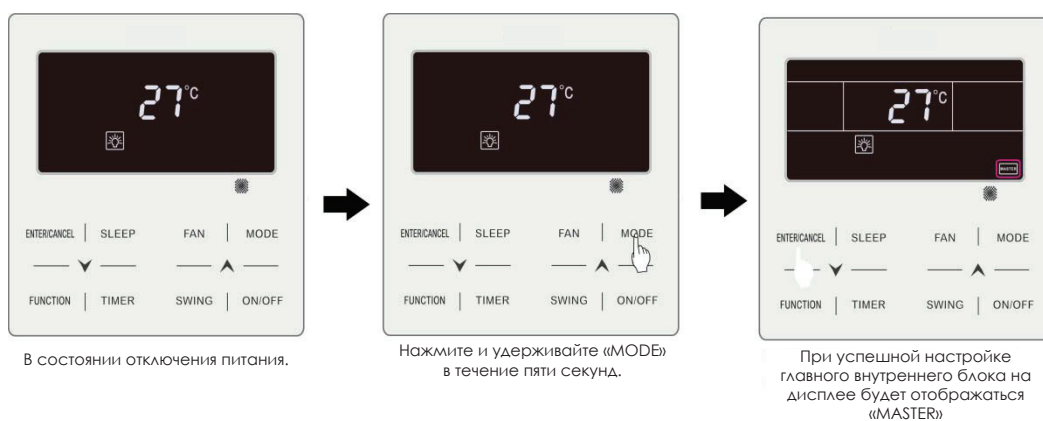 27°C
ENTER/CANCEL | SLEEP FAN | MODE
FUNCTION | TIMER SWING | ON/OFF
В состоянии отключения питания.
27°C
ENTER/CANCEL | SLEEP FAN | MODE
FUNCTION | TIMER SWING | ON/OFF
Нажмите и удерживайте «MODE»
в течение пяти секунд.
27°C
MASTER
ENTER/CANCEL | SLEEP FAN | MODE
FUNCTION | TIMER SWING | ON/OFF
При успешной настройке
главного внутреннего блока на
дисплее будет отображаться
«MASTER»